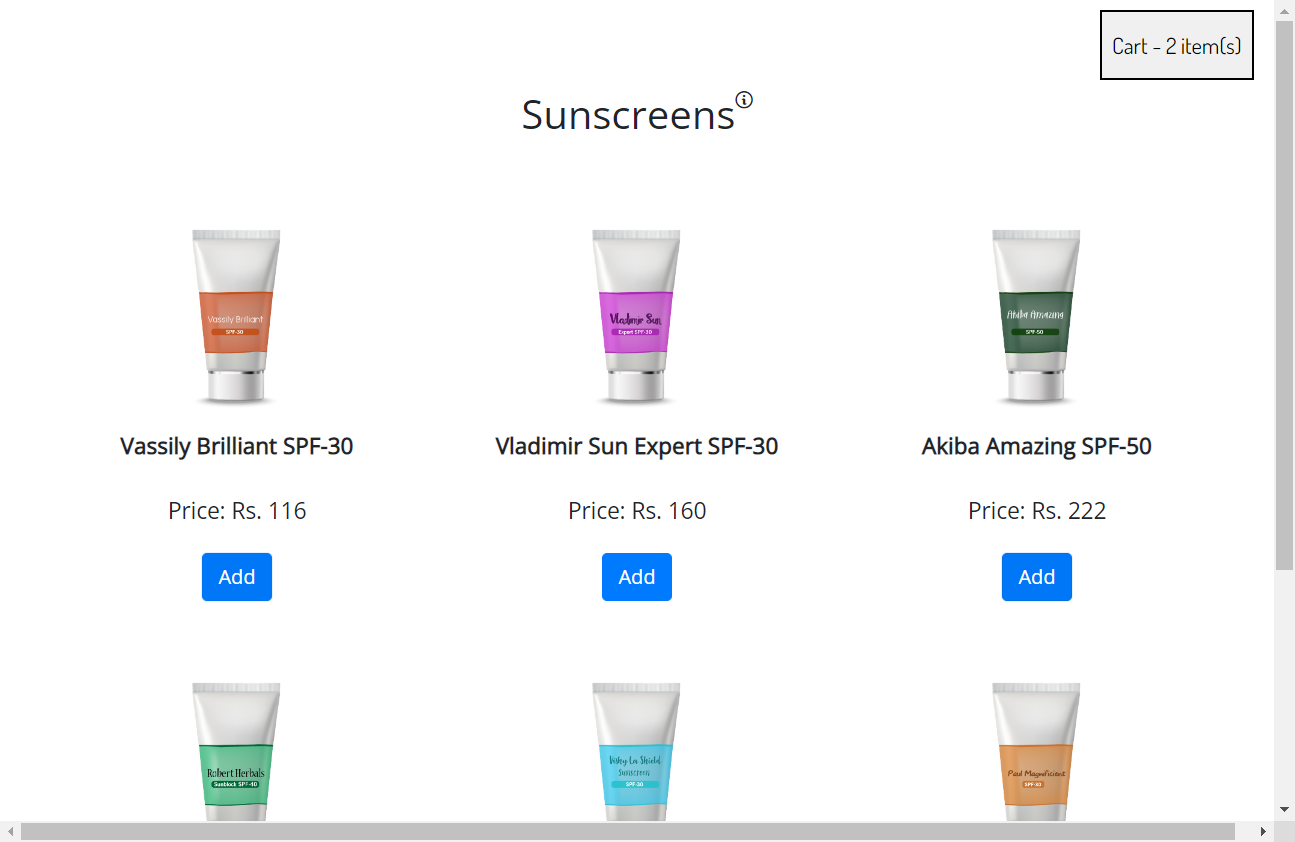 Cart - 2 item(s)
Sunscreens
Vassily Brilliant
SPF-30
Vladimir Sun
Expert SPF-30
Akiba Amazing
SPF-50
Vassily Brilliant SPF-30
Vladimir Sun Expert SPF-30
Akiba Amazing SPF-50
Price: Rs. 116
Price: Rs. 160
Price: Rs. 222
Add
Add
Add
Robert Herbals
Sunblock SPF-40
Vishy La Shield
Sunscreen
SPF-30
Paul Magnificient
SPF-30